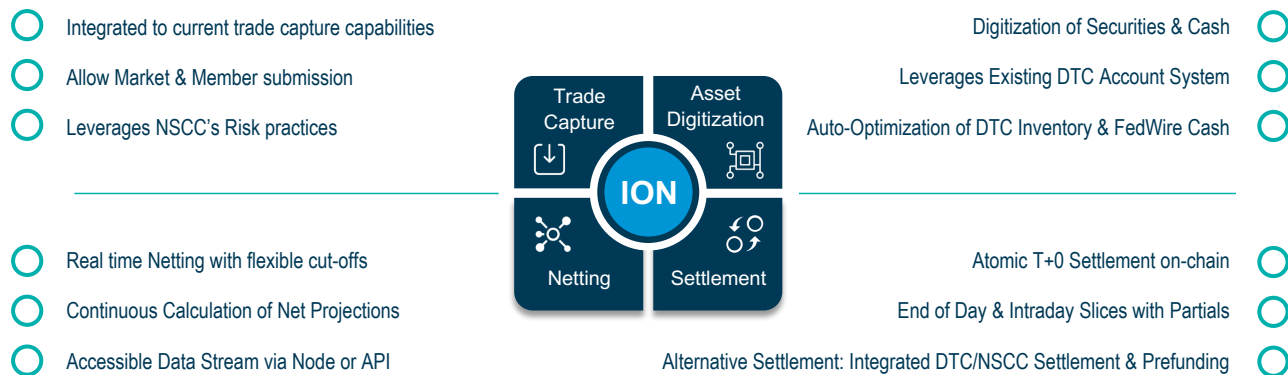 Integrated to current trade capture capabilities
Allow Market & Member submission
Leverages NSCC's Risk practices
Trade
Capture
Asset
Digitization
Digitization of Securities & Cash
Leverages Existing DTC Account System
Auto-Optimization of DTC Inventory & FedWire Cash
ION
Real time Netting with flexible cut-offs
Continuous Calculation of Net Projections
Accessible Data Stream via Node or API
Netting
Settlement
Atomic T+0 Settlement on-chain
End of Day & Intraday Slices with Partials
Alternative Settlement: Integrated DTC/NSCC Settlement & Prefunding